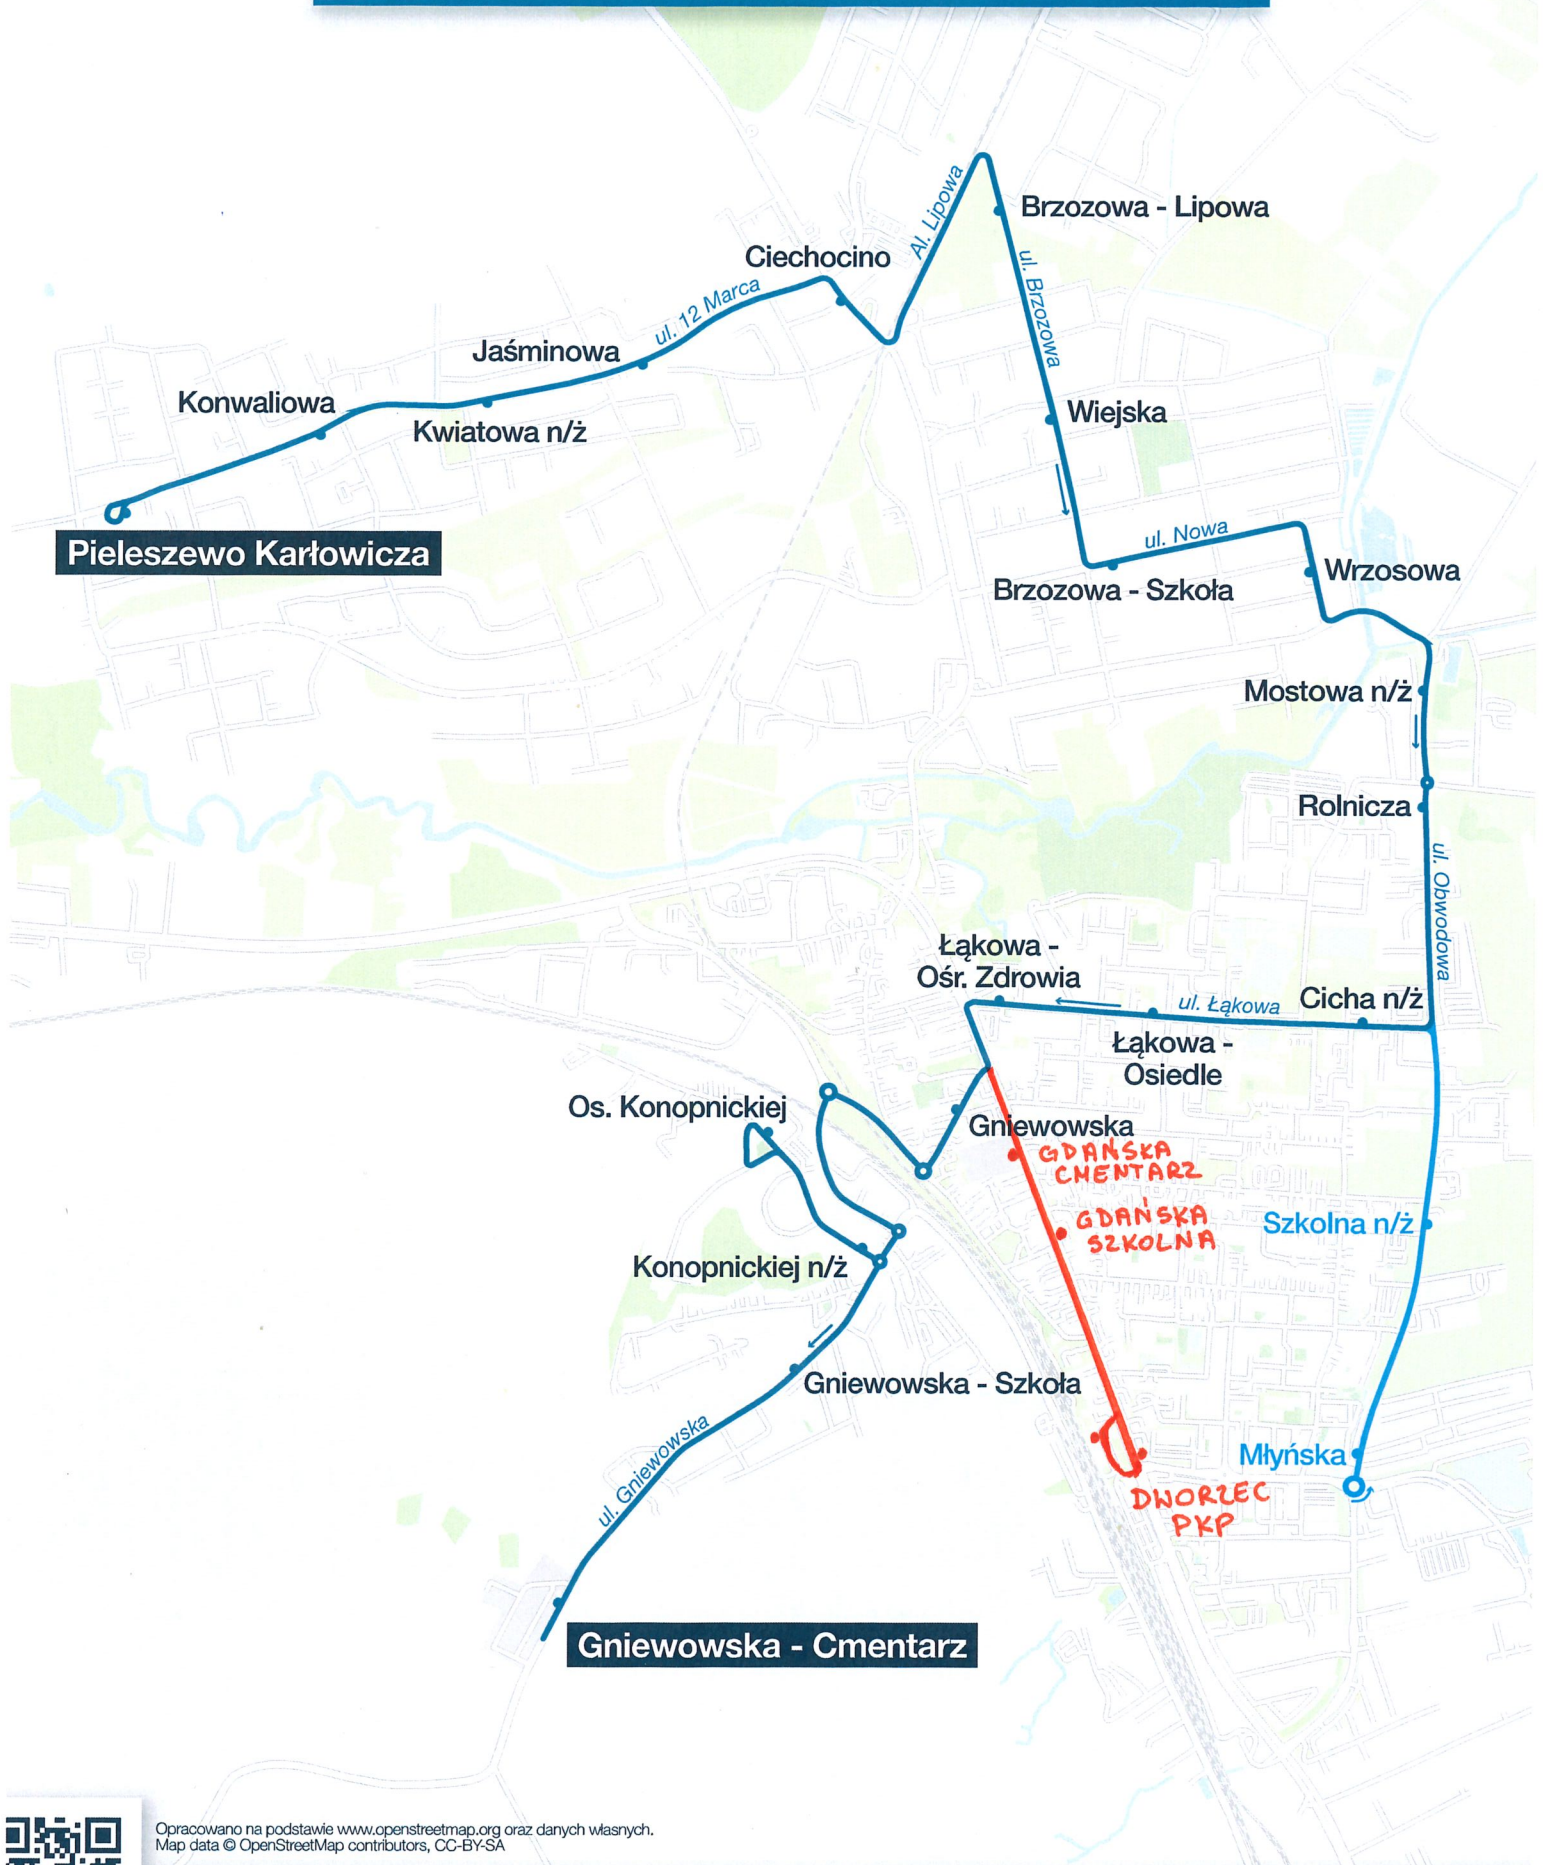 Al. Lipowa
Brzozowa - Lipowa
Ciechocino
ul. Brzozowa
ul. 12 Marca
Jaśminowa
Konwaliowa
Kwiatowa n/ż
Wiejska
Pieleszewo Karłowicza
ul. Nowa
Brzozowa - Szkoła
Wrzosowa
Mostowa n/ż
Rolnicza
ul. Obwodowa
Łąkowa -
Ośr. Zdrowia
ul. Łąkowa
Cicha n/ż
Łąkowa -
Osiedle
Os. Konopnickiej
Gniewowska
GDAŃSKA
CMENTARZ
GDAŃSKA
SZKOLNA
Szkolna n/ż
Konopnickiej n/ż
Gniewowska - Szkoła
ul. Gniewowska
Młyńska
DWORZEC
PKP
Gniewowska - Cmentarz
Opracowano na podstawie www.openstreetmap.org oraz danych własnych.
Map data © OpenStreetMap contributors, CC-BY-SA